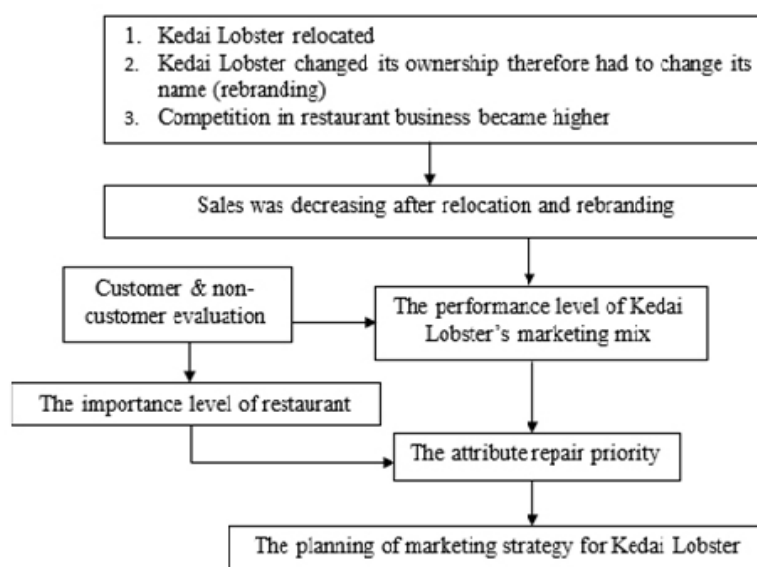 1. Kedai Lobster relocated
2. Kedai Lobster changed its ownership therefore had to change its
name (rebranding)
3. Competition in restaurant business became higher
Sales was decreasing after relocation and rebranding
Customer & non-
customer evaluation
The performance level of Kedai
Lobster’s marketing mix
The importance level of restaurant
The attribute repair priority
The planning of marketing strategy for Kedai Lobster